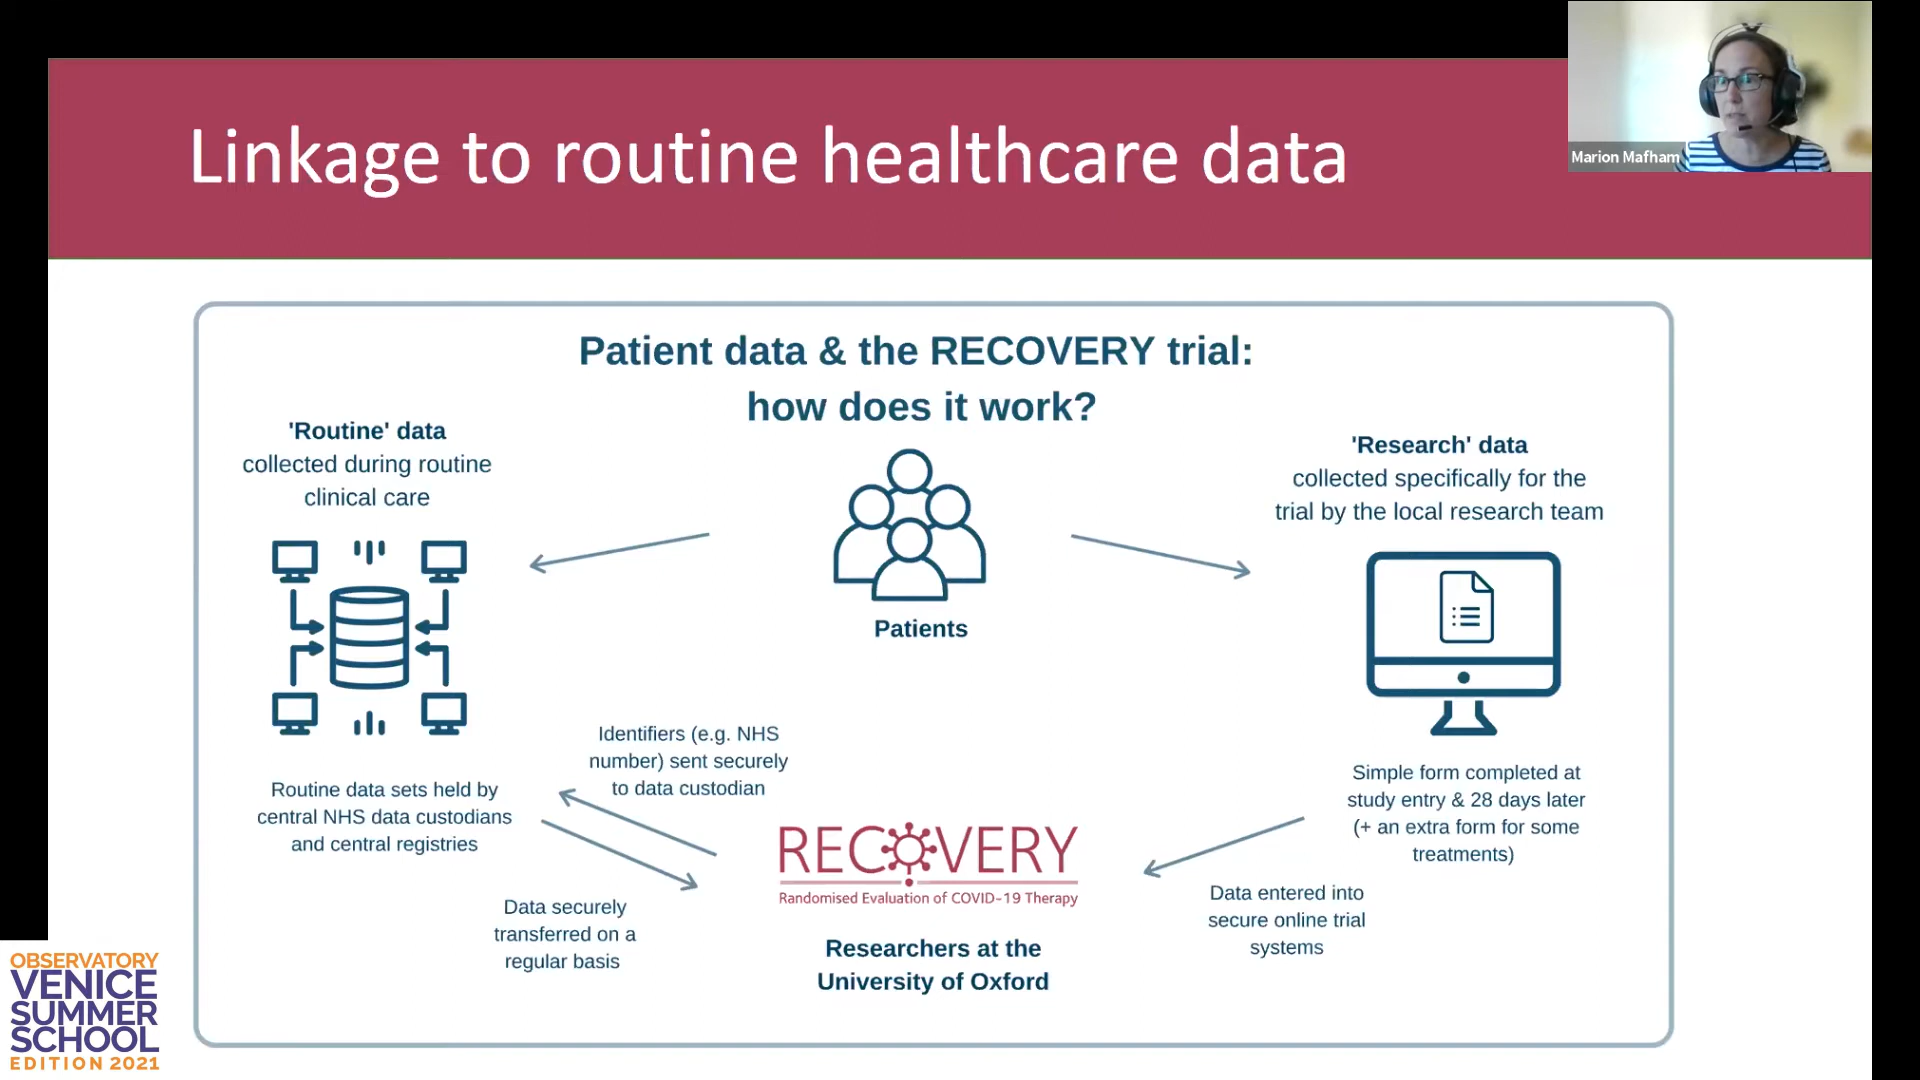 Linkage to routine healthcare data
Marion Mafham
Patient data & the RECOVERY trial:
how does it work?
'Routine' data
collected during routine
clinical care
'Research' data
collected specifically for the
trial by the local research team
Patients
Identifiers (e.g. NHS
number) sent securely
to data custodian
Routine data sets held by
central NHS data custodians
and central registries
Simple form completed at
study entry & 28 days later
(+ an extra form for some
treatments)
RECOVERY
Randomised Evaluation of COVID-19 Therapy
Data securely
transferred on a
regular basis
Data entered into
secure online trial
systems
Researchers at the
University of Oxford
OBSERVATORY
VENICE
SUMMER
SCHOOL
EDITION 2021